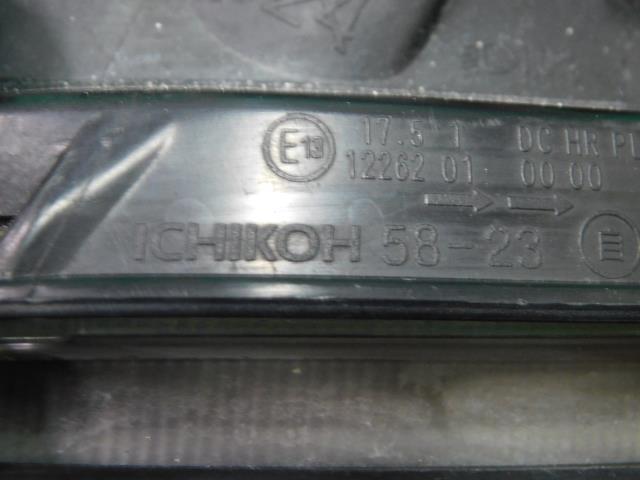 E13 17.5 1 DC HR PL
12262 01 00 00
ICHIKOH 58-23